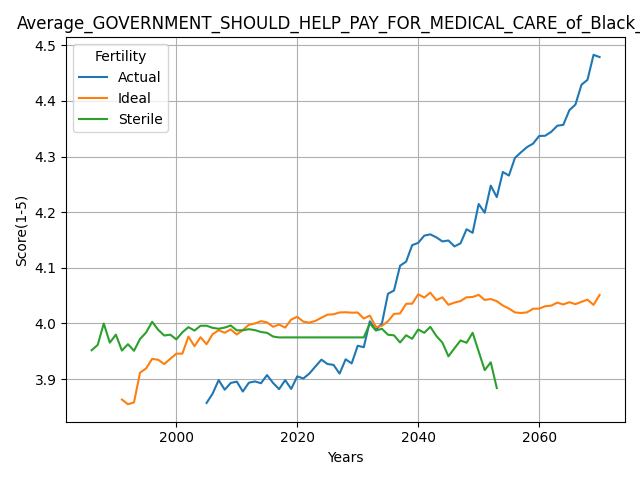 Average_GOVERNMENT_SHOULD_HELP_PAY_FOR_MEDICAL_CARE_of_Black_
Fertility
Actual
Ideal
Sterile
4.5
4.4
4.3
4.2
4.1
4.0
3.9
Score(1-5)
2000 2020 2040 2060
Years